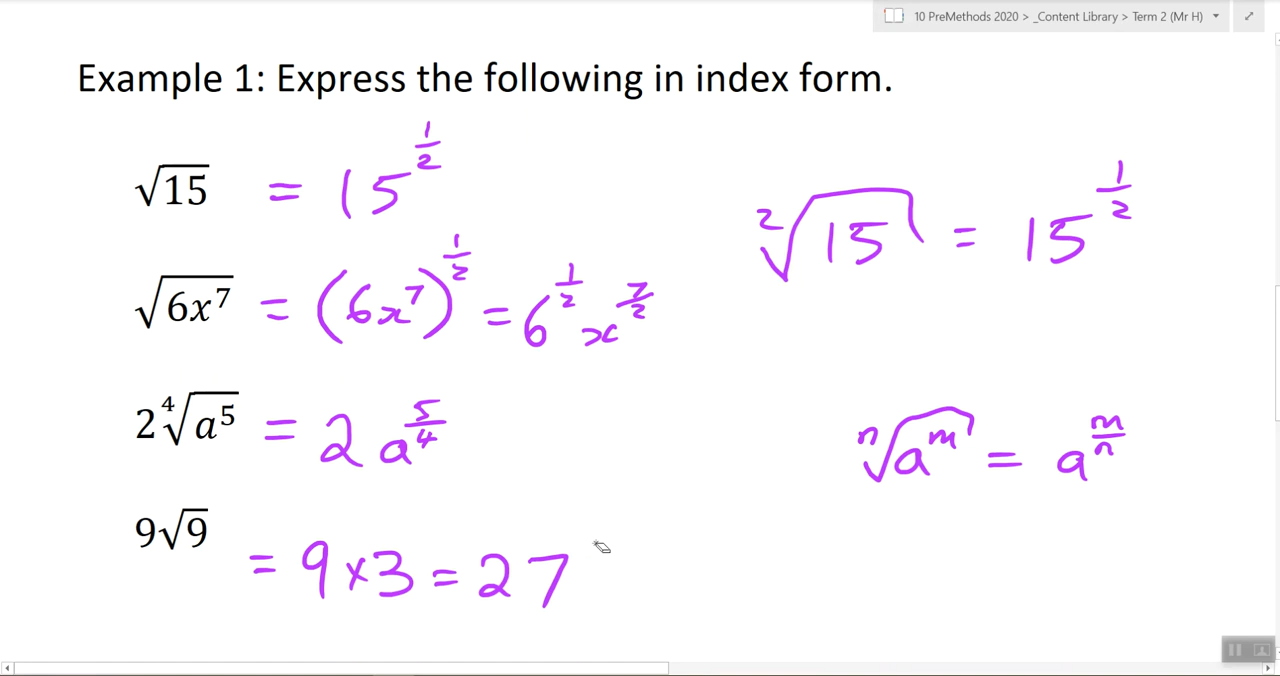 10 PreMethods 2020 > _Content Library > Term 2 (Mr H)
Example 1: Express the following in index form.
√15 = 15^(1/2)
²√15 = 15^(1/2)
√6x⁷ = (6x⁷)^(1/2) = 6^(1/2) x^(7/2)
2 ⁴√a⁵ = 2a^(5/4)
ⁿ√a^m = a^(m/n)
9√9 = 9×3 = 27